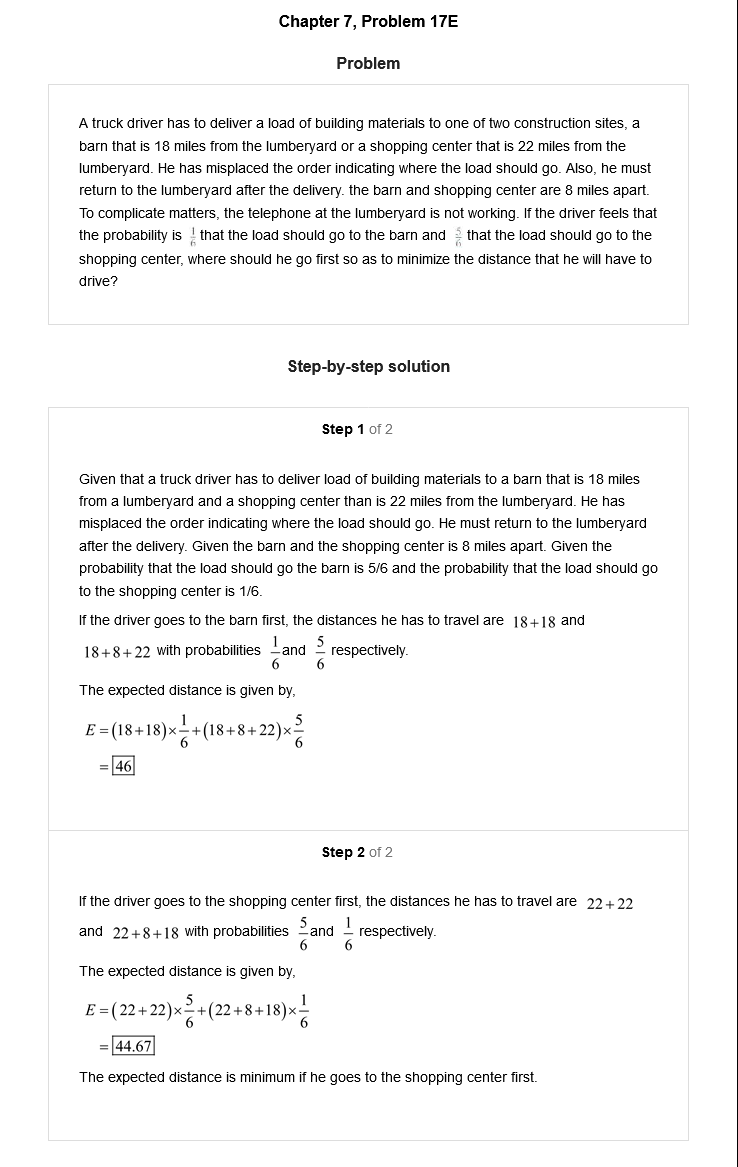 Chapter 7, Problem 17E
Problem
A truck driver has to deliver a load of building materials to one of two construction sites, a
barn that is 18 miles from the lumberyard or a shopping center that is 22 miles from the
lumberyard. He has misplaced the order indicating where the load should go. Also, he must
return to the lumberyard after the delivery. the barn and shopping center are 8 miles apart.
To complicate matters, the telephone at the lumberyard is not working. If the driver feels that
the probability is 1/6 that the load should go to the barn and 5/6 that the load should go to the
shopping center, where should he go first so as to minimize the distance that he will have to
drive?
Step-by-step solution
Step 1 of 2
Given that a truck driver has to deliver load of building materials to a barn that is 18 miles
from a lumberyard and a shopping center than is 22 miles from the lumberyard. He has
misplaced the order indicating where the load should go. He must return to the lumberyard
after the delivery. Given the barn and the shopping center is 8 miles apart. Given the
probability that the load should go the barn is 5/6 and the probability that the load should go
to the shopping center is 1/6.
If the driver goes to the barn first, the distances he has to travel are 18+18 and
18+8+22 with probabilities 1/6 and 5/6 respectively.
The expected distance is given by,
E=(18+18)×1/6+(18+8+22)×5/6
=46
Step 2 of 2
If the driver goes to the shopping center first, the distances he has to travel are 22+22
and 22+8+18 with probabilities 5/6 and 1/6 respectively.
The expected distance is given by,
E=(22+22)×5/6+(22+8+18)×1/6
=44.67
The expected distance is minimum if he goes to the shopping center first.